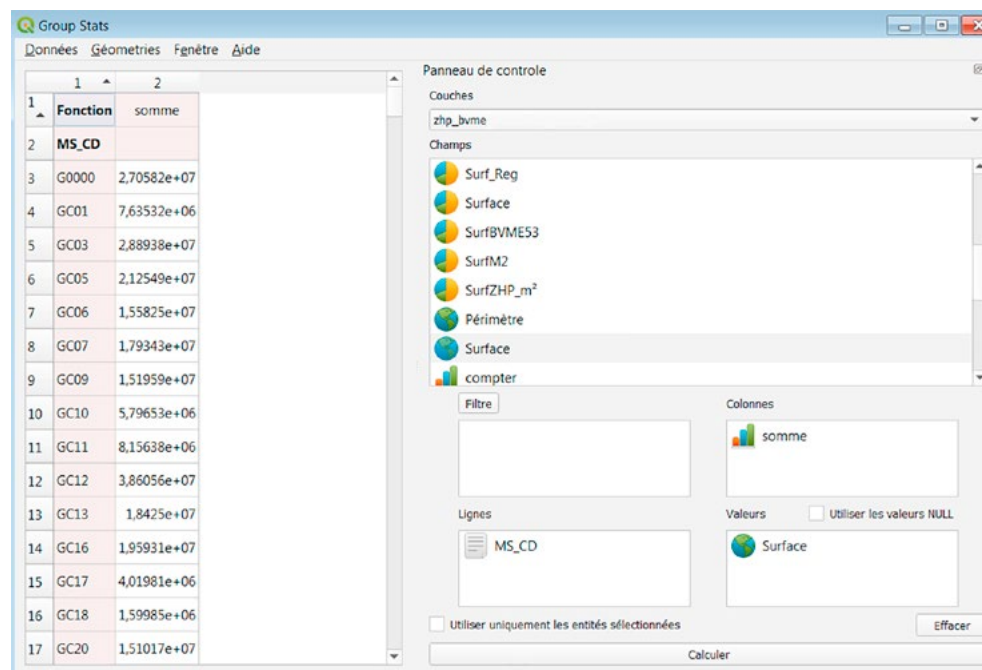 Group Stats
Données Géometries Fenêtre Aide
1 2
1 Fonction somme
2 MS_CD
3 G0000 2,70582e+07
4 GC01 7,63532e+06
5 GC03 2,88938e+07
6 GC05 2,12549e+07
7 GC06 1,55825e+07
8 GC07 1,79343e+07
9 GC09 1,51959e+07
10 GC10 5,79653e+06
11 GC11 8,15638e+06
12 GC12 3,86056e+07
13 GC13 1,8425e+07
14 GC16 1,95931e+07
15 GC17 4,01981e+06
16 GC18 1,59985e+06
17 GC20 1,51017e+07
Panneau de controle
Couches
zhp_bvme
Champs
Surf_Reg
Surface
SurfBVME53
SurfM2
SurfZHP_m²
Périmètre
Surface
compter
Filtre
Colonnes
somme
Lignes
Valeurs Utiliser les valeurs NULL
MS_CD
Surface
Utiliser uniquement les entités sélectionnées
Effacer
Calculer